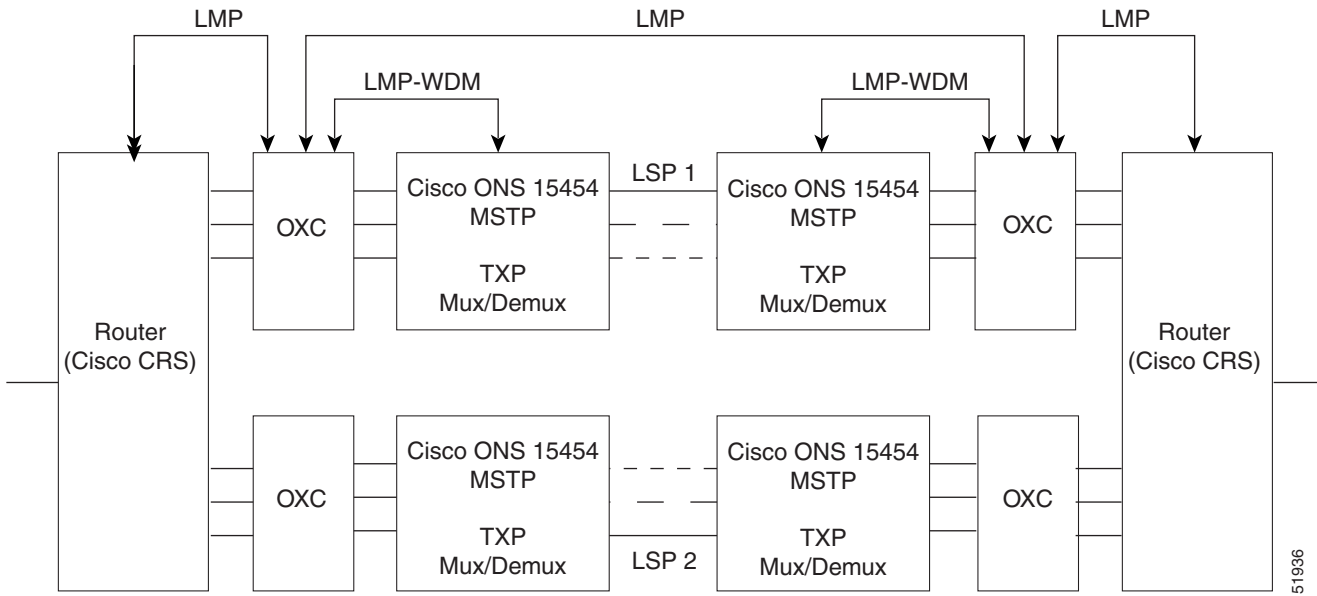 LMP
LMP
LMP
LMP-WDM
LMP-WDM
Cisco ONS 15454
MSTP
TXP
Mux/Demux
LSP 1
Cisco ONS 15454
MSTP
TXP
Mux/Demux
OXC
OXC
Router
(Cisco CRS)
Router
(Cisco CRS)
OXC
Cisco ONS 15454
MSTP
TXP
Mux/Demux
LSP 2
Cisco ONS 15454
MSTP
TXP
Mux/Demux
OXC
51936